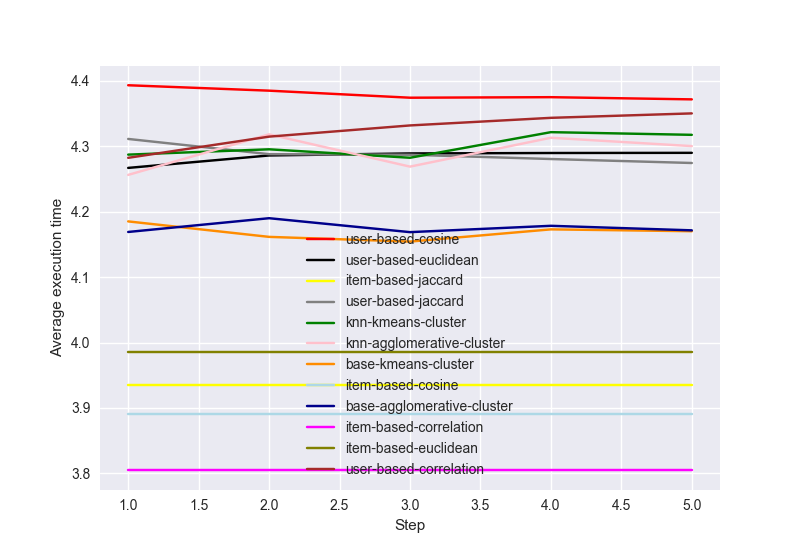 4.4
4.3
4.2
4.1
4.0
3.9
3.8
Average execution time
user-based-cosine
user-based-euclidean
item-based-jaccard
user-based-jaccard
knn-kmeans-cluster
knn-agglomerative-cluster
base-kmeans-cluster
item-based-cosine
base-agglomerative-cluster
item-based-correlation
item-based-euclidean
user-based-correlation
1.0 1.5 2.0 2.5 3.0 3.5 4.0 4.5 5.0
Step